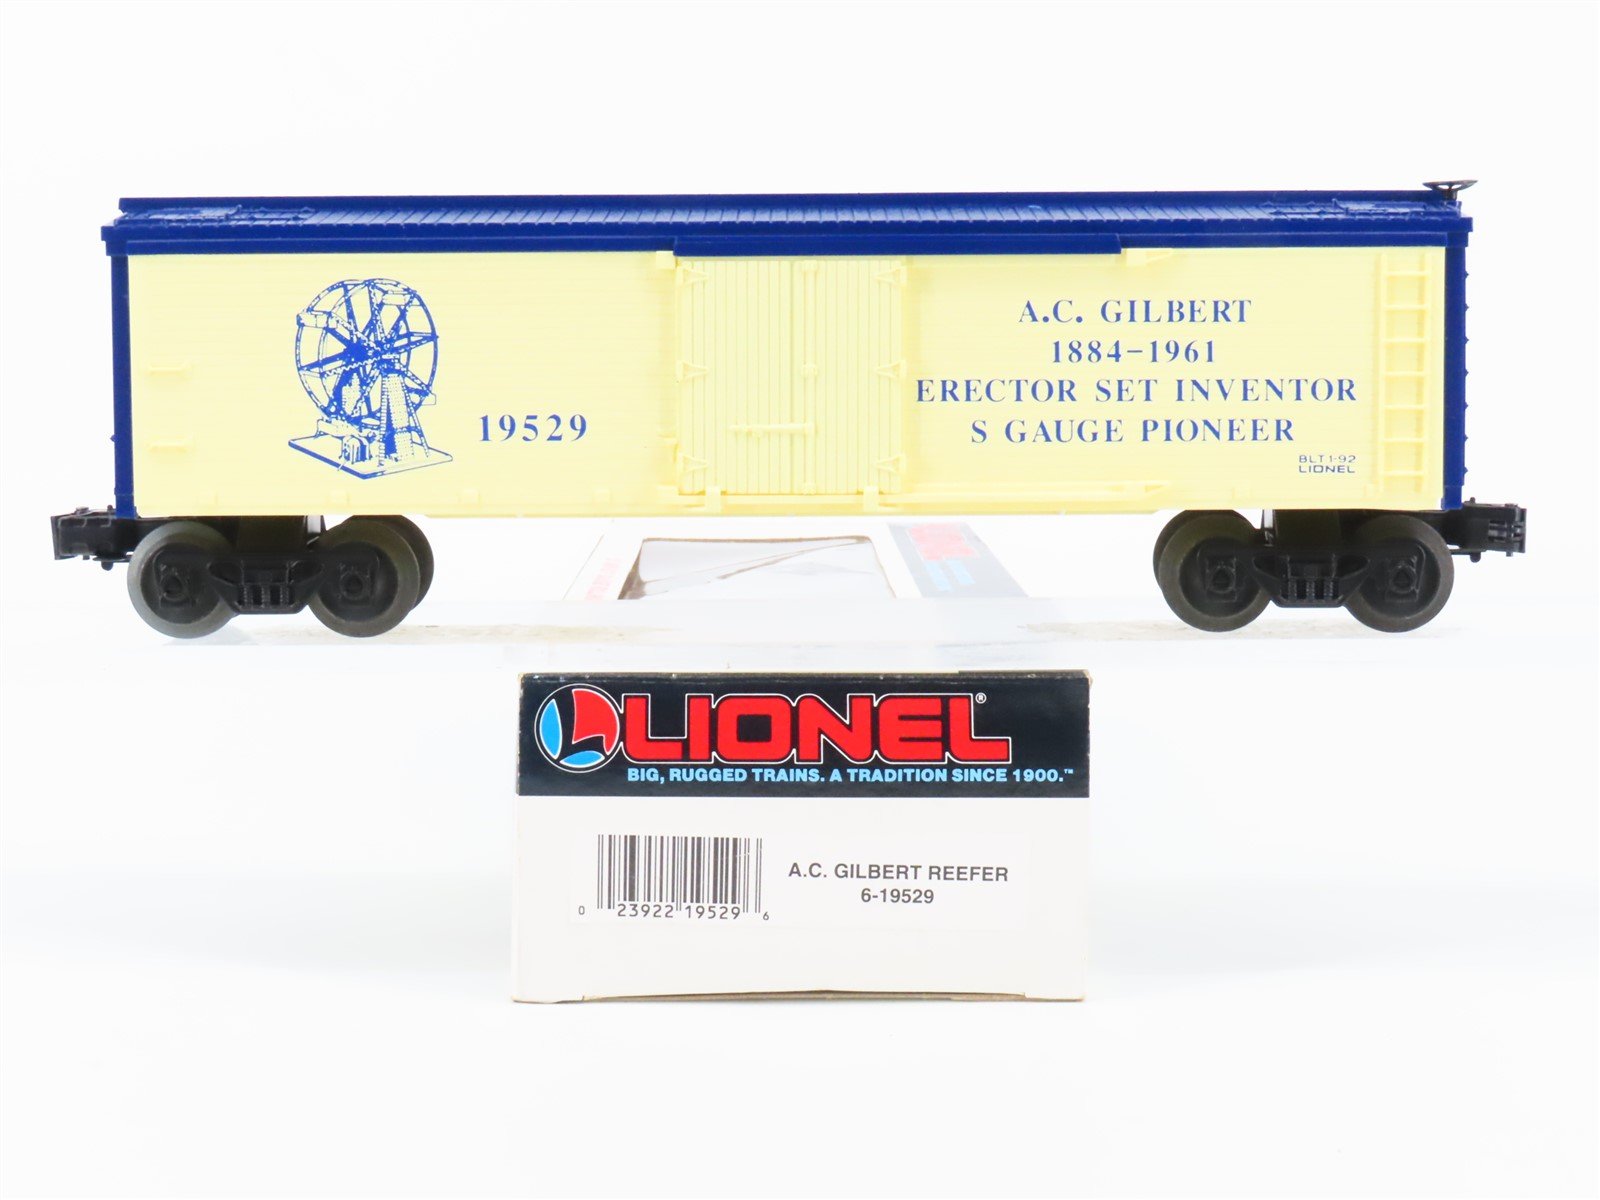 A.C. GILBERT
1884-1961
ERECTOR SET INVENTOR
S GAUGE PIONEER
19529
BLT 1-92
LIONEL
LIONEL®
BIG, RUGGED TRAINS. A TRADITION SINCE 1900.™
A.C. GILBERT REEFER
6-19529
0 23922 19529 6